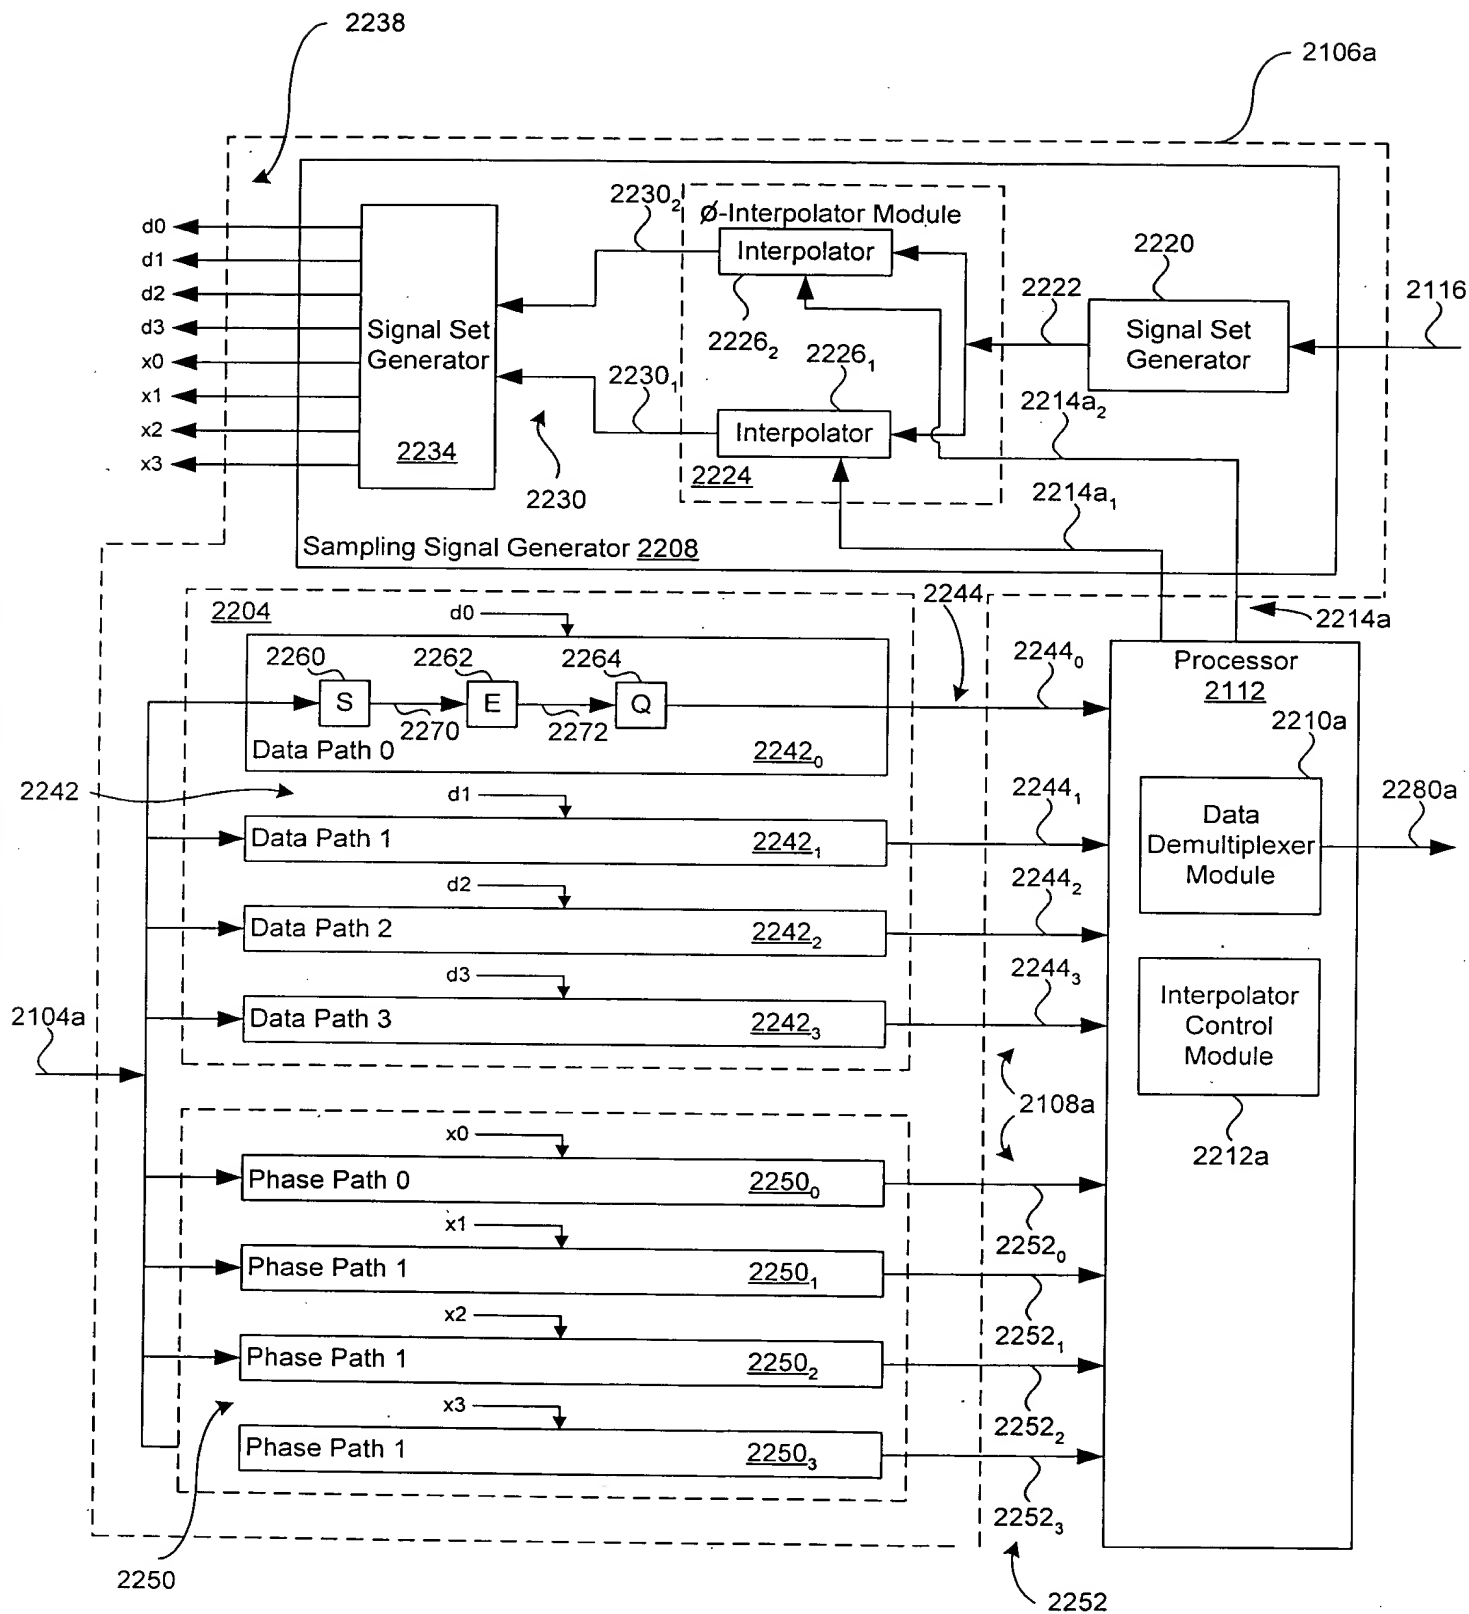 2238
2106a
2230₂
ø-Interpolator Module
d0
Interpolator
2220
d1
2222
2116
d2
d3
Signal Set
Generator
2226₂
Signal Set
Generator
2226₁
x0
2230₁
x1
2214a₂
x2
Interpolator
2234
x3
2224
2230
2214a₁
Sampling Signal Generator 2208
2204
d0
2244
2214a
2260
2262
2264
2244₀
Processor
2112
S
E
Q
2270
2272
2210a
Data Path 0
2242₀
2242
d1
2244₁
2280a
Data
Demultiplexer
Module
Data Path 1
2242₁
d2
2244₂
Data Path 2
2242₂
d3
2244₃
Interpolator
Control
Module
2104a
Data Path 3
2242₃
2108a
x0
2212a
Phase Path 0
2250₀
x1
2252₀
Phase Path 1
2250₁
x2
2252₁
Phase Path 1
2250₂
x3
2252₂
Phase Path 1
2250₃
2252₃
2250
2252